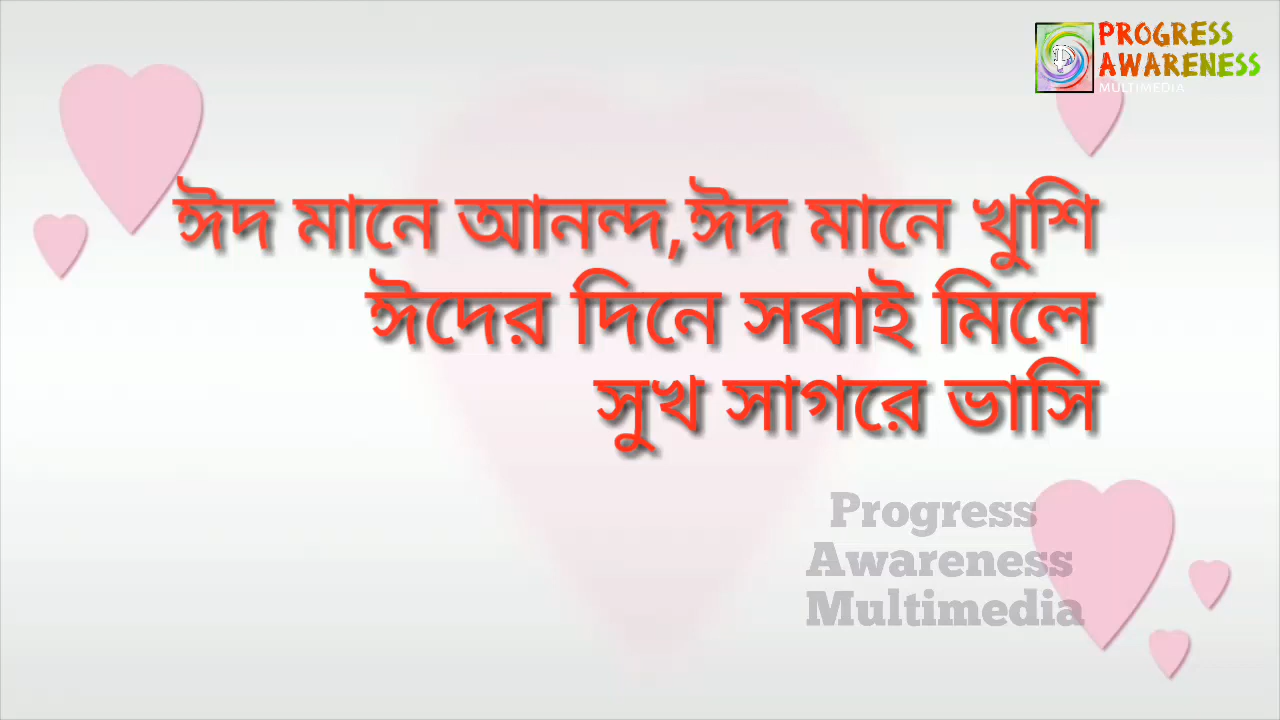 PROGRESS
AWARENESS
MULTIMEDIA
ঈদ মানে আনন্দ,ঈদ মানে খুশি
ঈদের দিনে সবাই মিলে
সুখ সাগরে ভাসি
Progress
Awareness
Multimedia